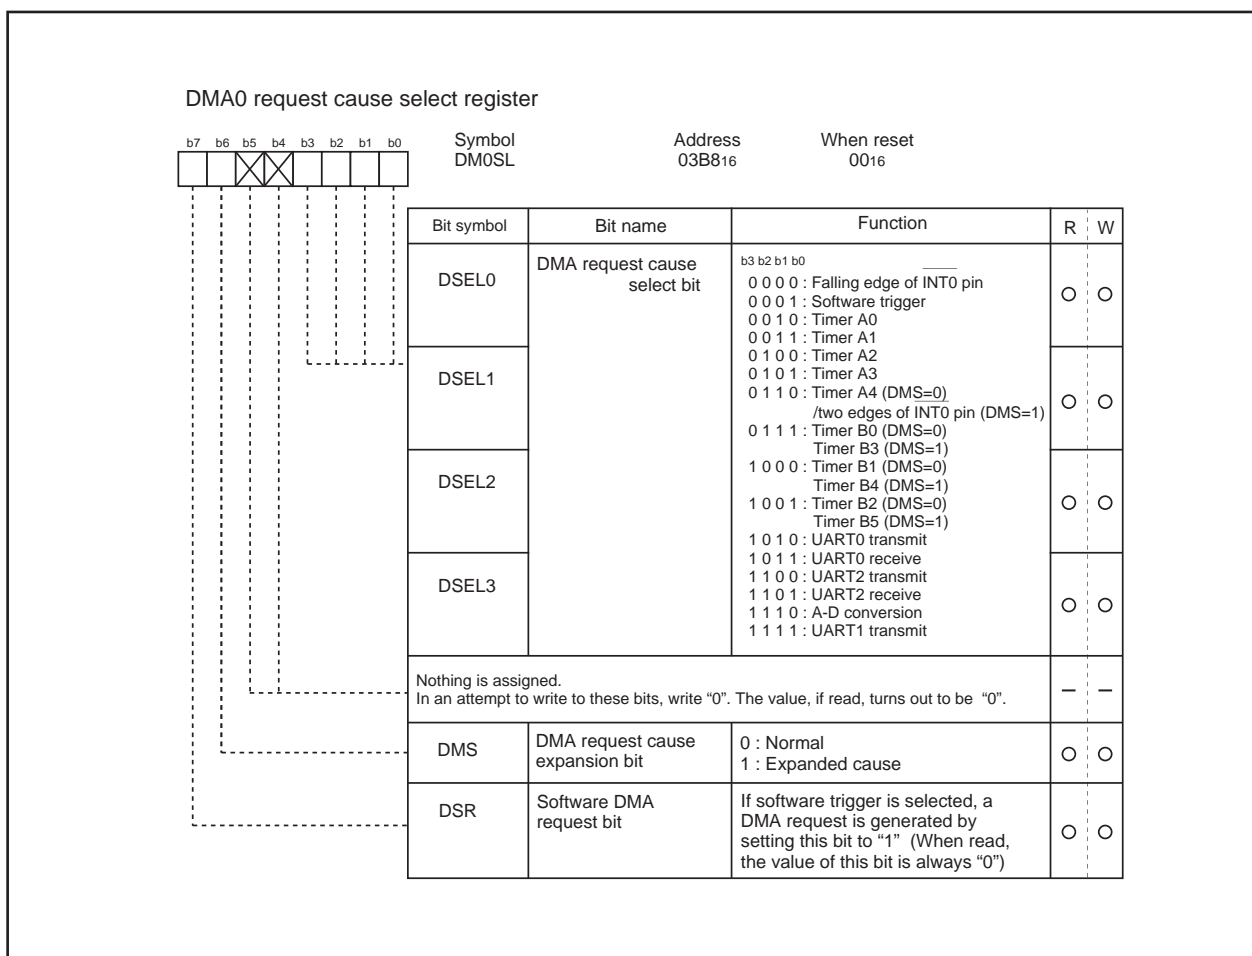 DMA0 request cause select register
b7 b6 b5 b4 b3 b2 b1 b0
Symbol Address When reset
DM0SL 03B816 0016
Bit symbol Bit name Function R W
DSEL0
DSEL1
DSEL2
DSEL3
DMA request cause
select bit
b3 b2 b1 b0
0 0 0 0 : Falling edge of INT0 pin
0 0 0 1 : Software trigger
0 0 1 0 : Timer A0
0 0 1 1 : Timer A1
0 1 0 0 : Timer A2
0 1 0 1 : Timer A3
0 1 1 0 : Timer A4 (DMS=0)
/two edges of INT0 pin (DMS=1)
0 1 1 1 : Timer B0 (DMS=0)
Timer B3 (DMS=1)
1 0 0 0 : Timer B1 (DMS=0)
Timer B4 (DMS=1)
1 0 0 1 : Timer B2 (DMS=0)
Timer B5 (DMS=1)
1 0 1 0 : UART0 transmit
1 0 1 1 : UART0 receive
1 1 0 0 : UART2 transmit
1 1 0 1 : UART2 receive
1 1 1 0 : A-D conversion
1 1 1 1 : UART1 transmit
Nothing is assigned.
In an attempt to write to these bits, write “0”. The value, if read, turns out to be “0”.
DMS
DMA request cause
expansion bit
0 : Normal
1 : Expanded cause
DSR
Software DMA
request bit
If software trigger is selected, a
DMA request is generated by
setting this bit to “1” (When read,
the value of this bit is always “0”)